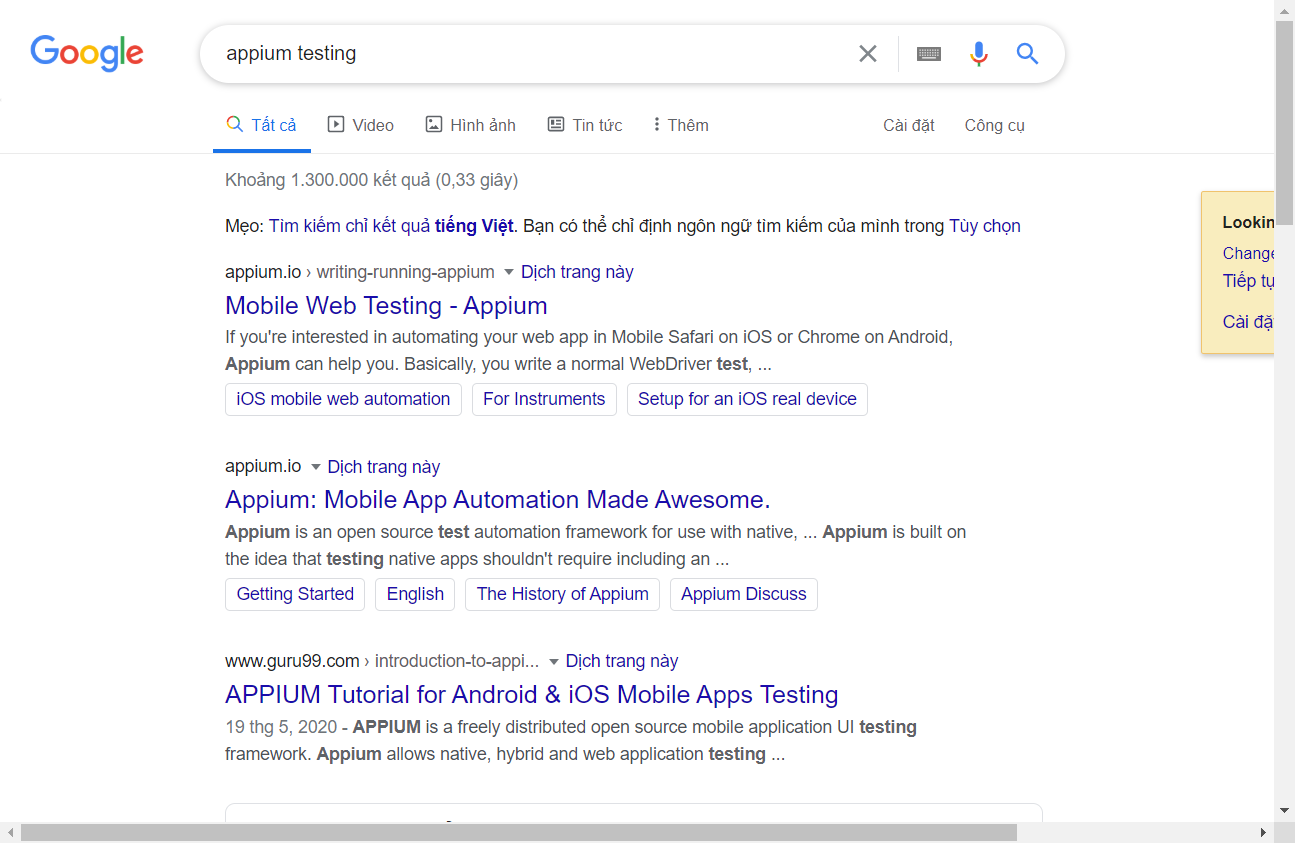 Google
appium testing
Tất cả Video Hình ảnh Tin tức Thêm Cài đặt Công cụ
Khoảng 1.300.000 kết quả (0,33 giây)
Mẹo: Tìm kiếm chỉ kết quả tiếng Việt. Bạn có thể chỉ định ngôn ngữ tìm kiếm của mình trong Tùy chọn
appium.io › writing-running-appium Dịch trang này
Mobile Web Testing - Appium
If you're interested in automating your web app in Mobile Safari on iOS or Chrome on Android,
Appium can help you. Basically, you write a normal WebDriver test, ...
iOS mobile web automation For Instruments Setup for an iOS real device
appium.io Dịch trang này
Appium: Mobile App Automation Made Awesome.
Appium is an open source test automation framework for use with native, ... Appium is built on
the idea that testing native apps shouldn't require including an ...
Getting Started English The History of Appium Appium Discuss
www.guru99.com › introduction-to-appi... Dịch trang này
APPIUM Tutorial for Android & iOS Mobile Apps Testing
19 thg 5, 2020 - APPIUM is a freely distributed open source mobile application UI testing
framework. Appium allows native, hybrid and web application testing ...
Lookin
Change
Tiếp tụ
Cài đặ